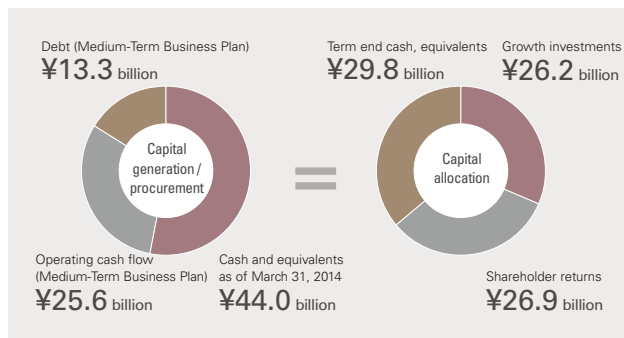 Debt (Medium-Term Business Plan)
¥13.3 billion
Capital
generation/
procurement
Operating cash flow
(Medium-Term Business Plan)
¥25.6 billion
Cash and equivalents
as of March 31, 2014
¥44.0 billion
=
Term end cash, equivalents
¥29.8 billion
Growth investments
¥26.2 billion
Capital
allocation
Shareholder returns
¥26.9 billion